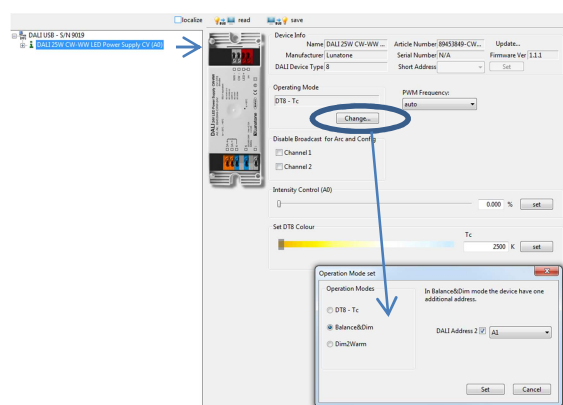 localize read save
DALI USB - S/N 9019
DALI 25W CW-WW LED Power Supply CV (A0)
Device Info
Name DALI 25W CW-WW ... Article Number 89453849-CW... Update...
Manufacturer Lunatone Serial Number N/A Firmware Ver 1.1.1
DALI Device Type 8 Short Address Set
Operating Mode
DT8 - Tc
Change...
PWM Frequency:
auto
Disable Broadcast for Arc and Config
Channel 1
Channel 2
Intensity Control (A0)
0.000 % set
Set DT8 Colour
Tc
2500 K set
Operation Mode set
Operation Modes
DT8 - Tc
Balance&Dim
Dim2Warm
In Balance&Dim mode the device have one
additional address.
DALI Address 2 A1
Set Cancel
Lunatone